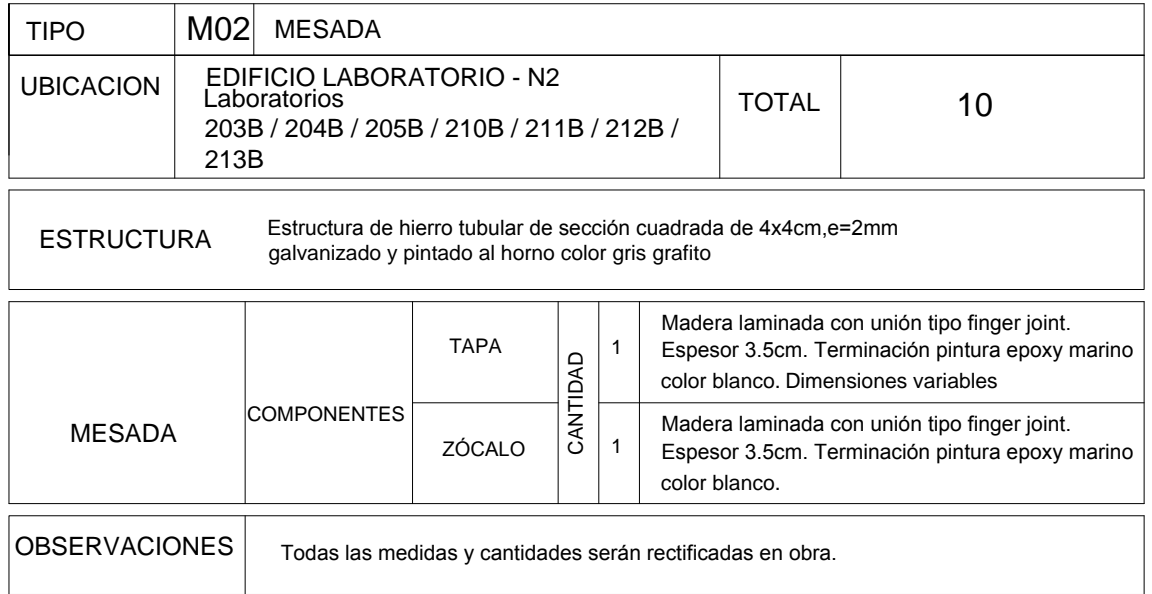 TIPO M02 MESADA
UBICACION
EDIFICIO LABORATORIO - N2
Laboratorios
203B / 204B / 205B / 210B / 211B / 212B /
213B
TOTAL 10
ESTRUCTURA
Estructura de hierro tubular de sección cuadrada de 4x4cm,e=2mm
galvanizado y pintado al horno color gris grafito
MESADA
COMPONENTES
TAPA
CANTIDAD
1
Madera laminada con unión tipo finger joint.
Espesor 3.5cm. Terminación pintura epoxy marino
color blanco. Dimensiones variables
ZÓCALO
1
Madera laminada con unión tipo finger joint.
Espesor 3.5cm. Terminación pintura epoxy marino
color blanco.
OBSERVACIONES
Todas las medidas y cantidades serán rectificadas en obra.